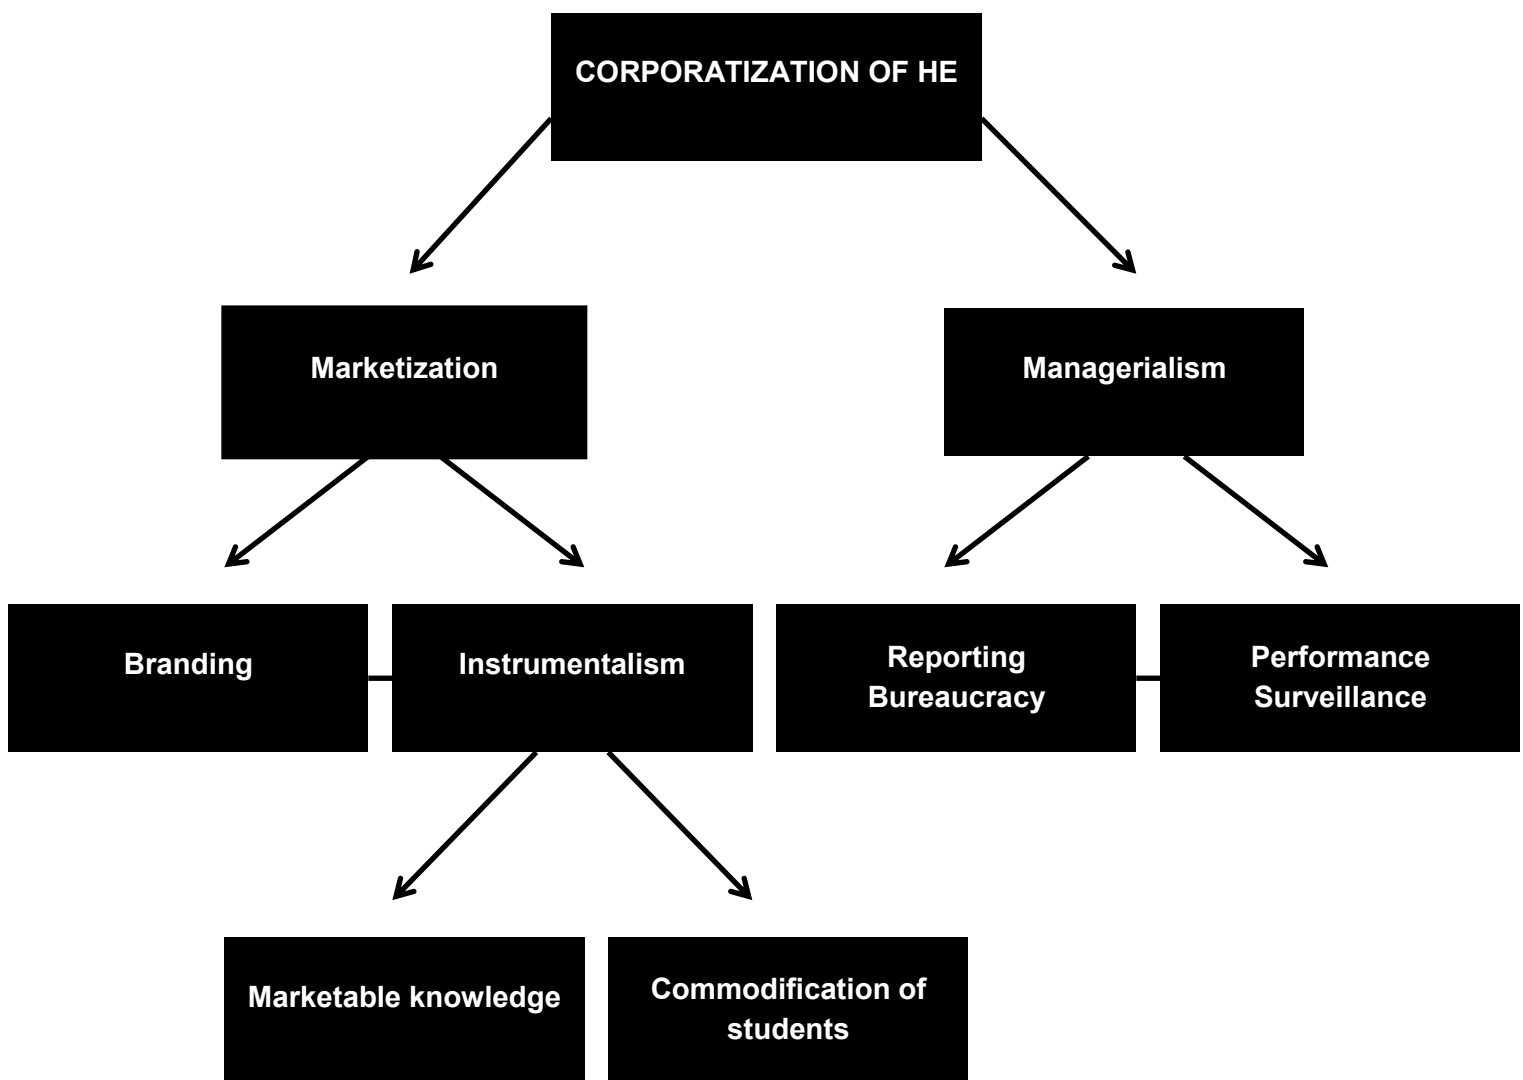 CORPORATIZATION OF HE
Marketization
Managerialism
Branding
Instrumentalism
Reporting
Bureaucracy
Performance
Surveillance
Marketable knowledge
Commodification of
students